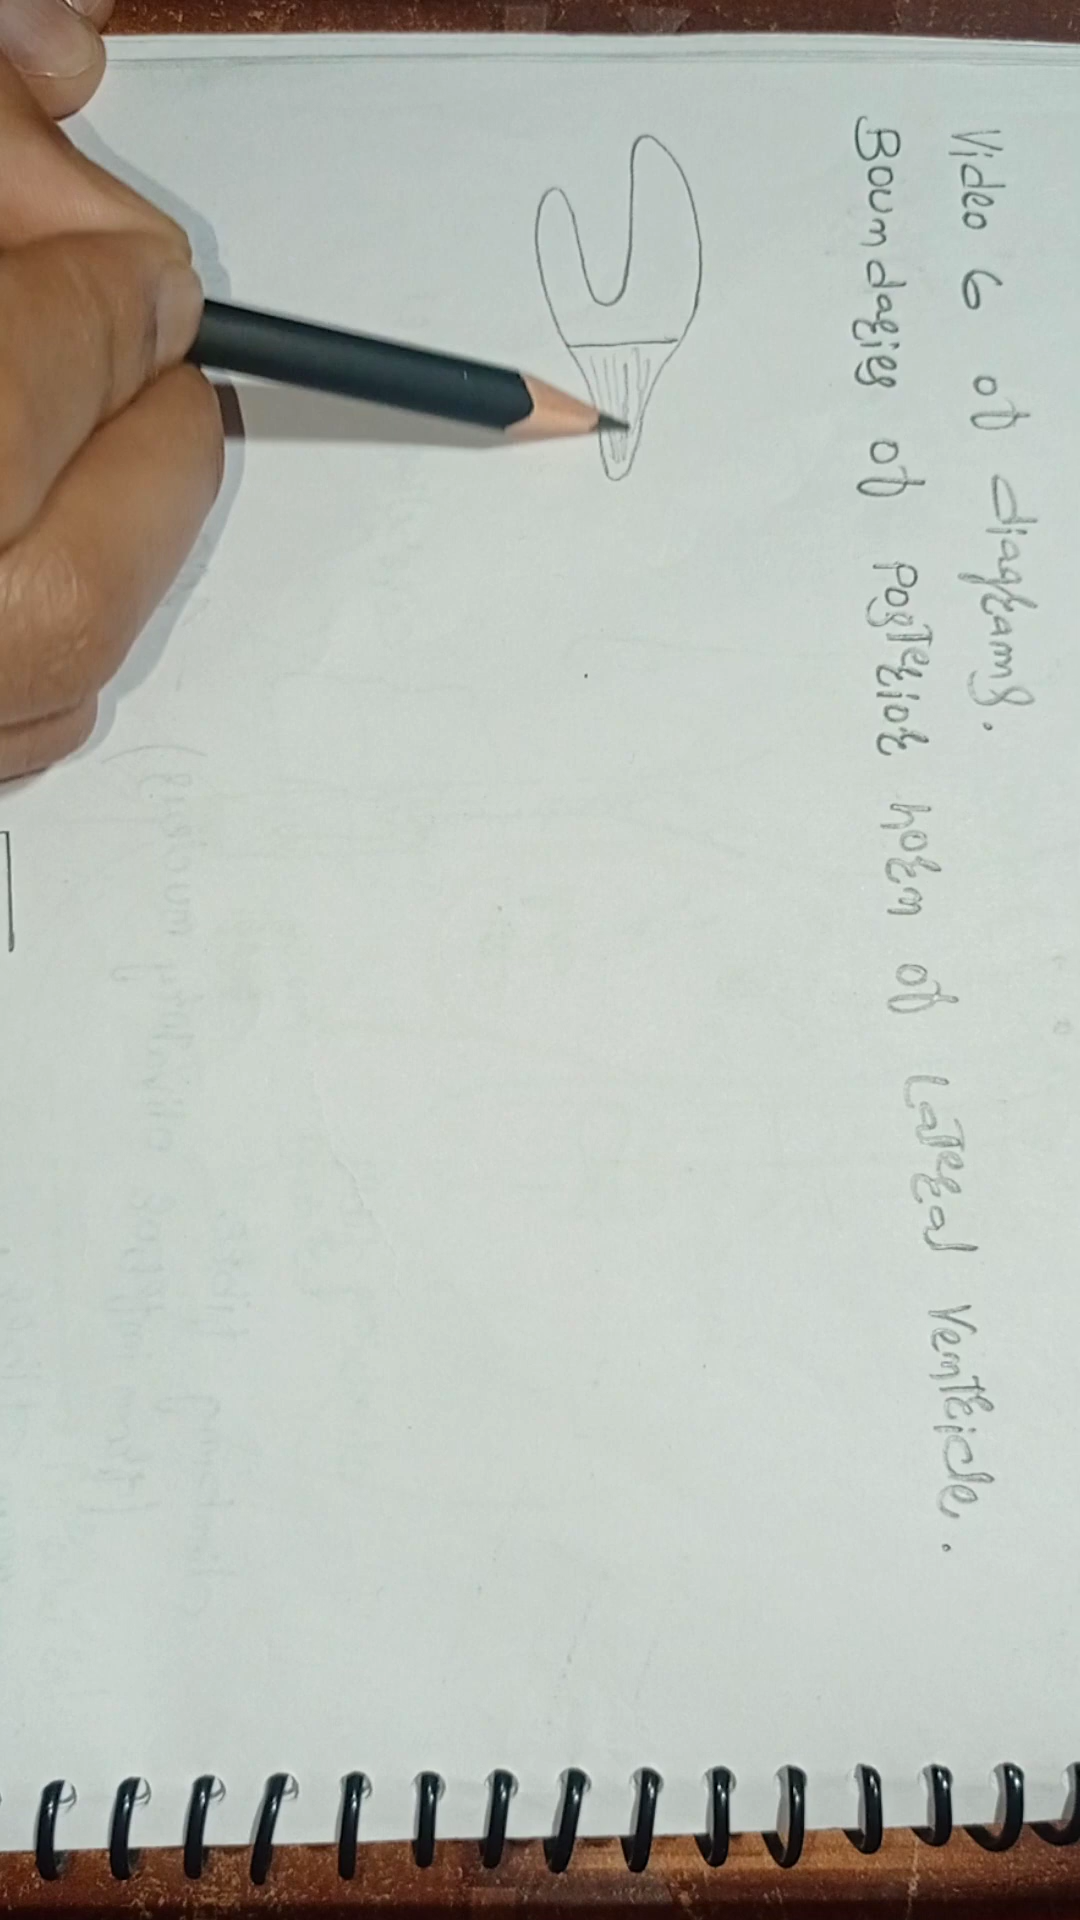 Video 6 of diagrams.
Boundaries of Posterior horn of Lateral Ventricle.